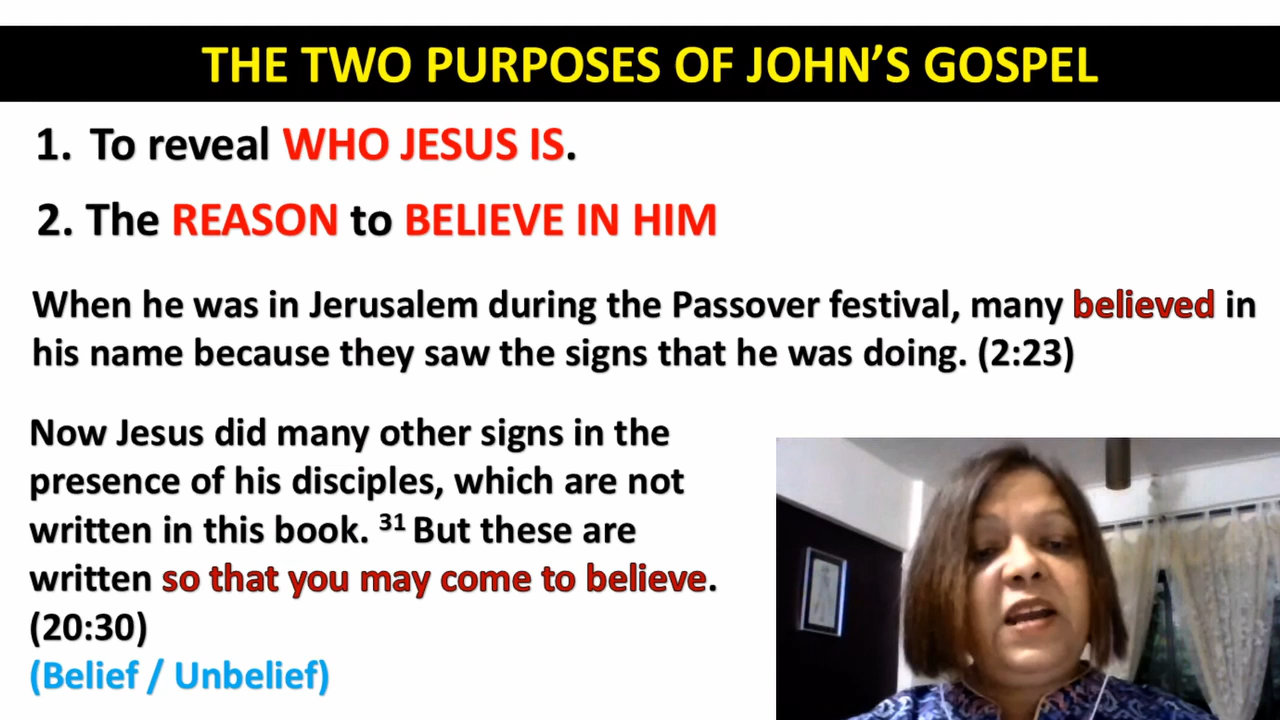 THE TWO PURPOSES OF JOHN’S GOSPEL
1. To reveal WHO JESUS IS.
2. The REASON to BELIEVE IN HIM
When he was in Jerusalem during the Passover festival, many believed in
his name because they saw the signs that he was doing. (2:23)
Now Jesus did many other signs in the
presence of his disciples, which are not
written in this book. ³¹ But these are
written so that you may come to believe.
(20:30)
(Belief / Unbelief)